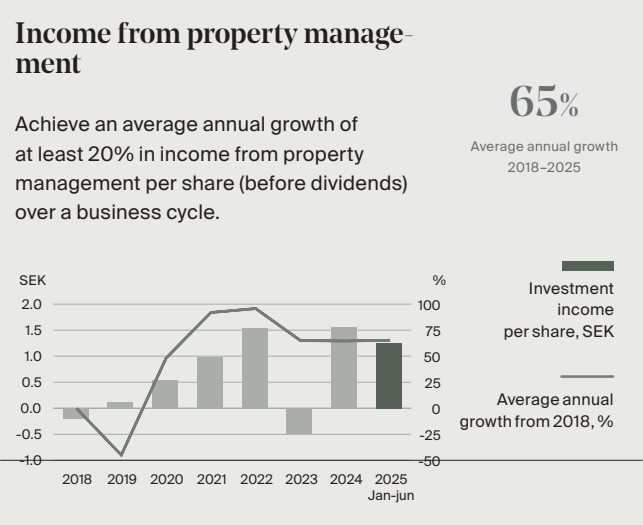 Income from property manage-
ment
Achieve an average annual growth of
at least 20% in income from property
management per share (before dividends)
over a business cycle.
65%
Average annual growth
2018–2025
SEK
%
2.0
100
1.5
75
1.0
50
0.5
25
0.0
0
-0.5
-25
-1.0
-50
2018 2019 2020 2021 2022 2023 2024 2025
Jan-jun
Investment
income
per share, SEK
Average annual
growth from 2018, %